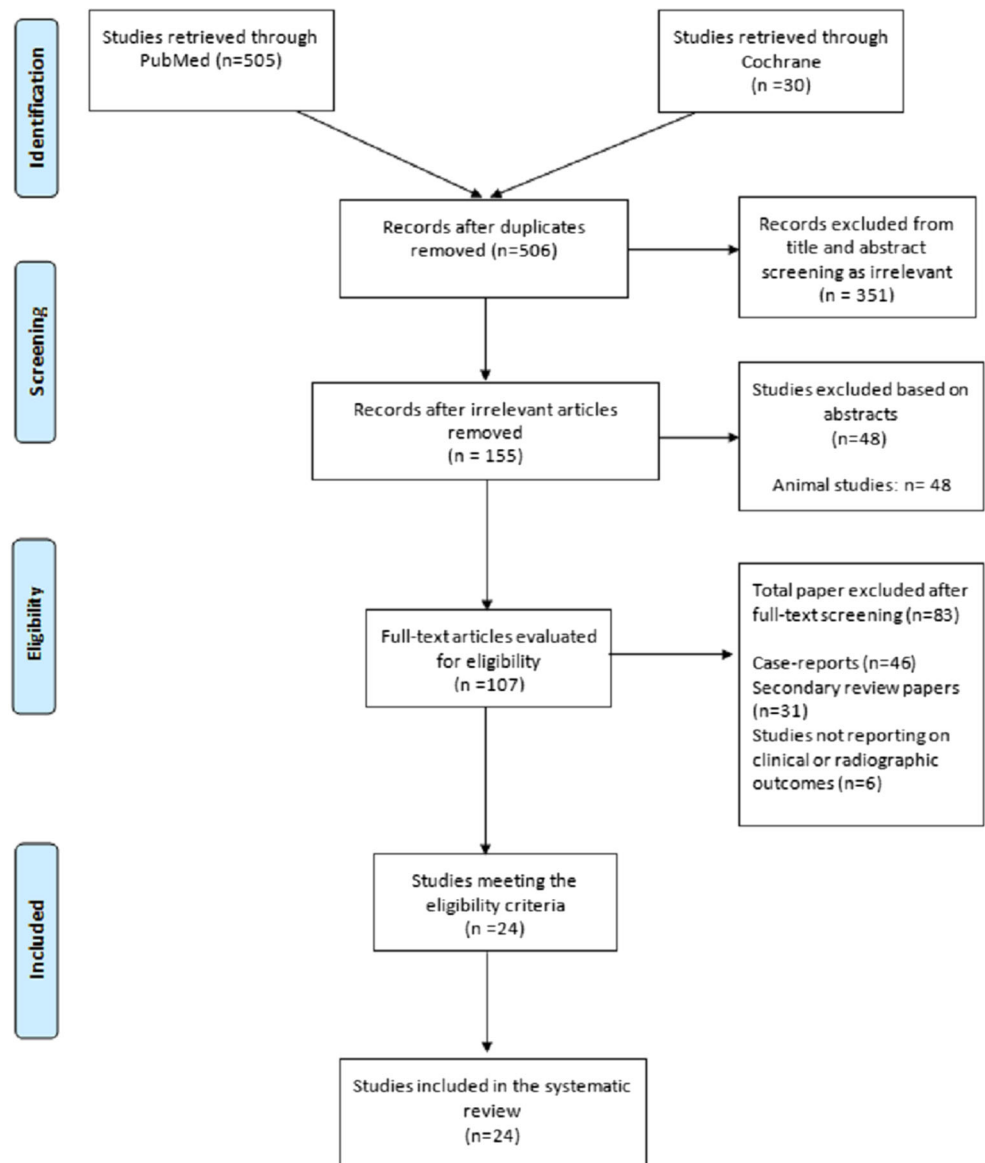 Identification
Studies retrieved through
PubMed (n=505)
Studies retrieved through
Cochrane
(n =30)
Records after duplicates
removed (n=506)
Records excluded from
title and abstract
screening as irrelevant
(n = 351)
Screening
Records after irrelevant articles
removed
(n = 155)
Studies excluded based on
abstracts
(n=48)
Animal studies: n= 48
Eligibility
Full-text articles evaluated
for eligibility
(n =107)
Total paper excluded after
full-text screening (n=83)
Case-reports (n=46)
Secondary review papers
(n=31)
Studies not reporting on
clinical or radiographic
outcomes (n=6)
Included
Studies meeting the
eligibility criteria
(n =24)
Studies included in the systematic
review
(n=24)